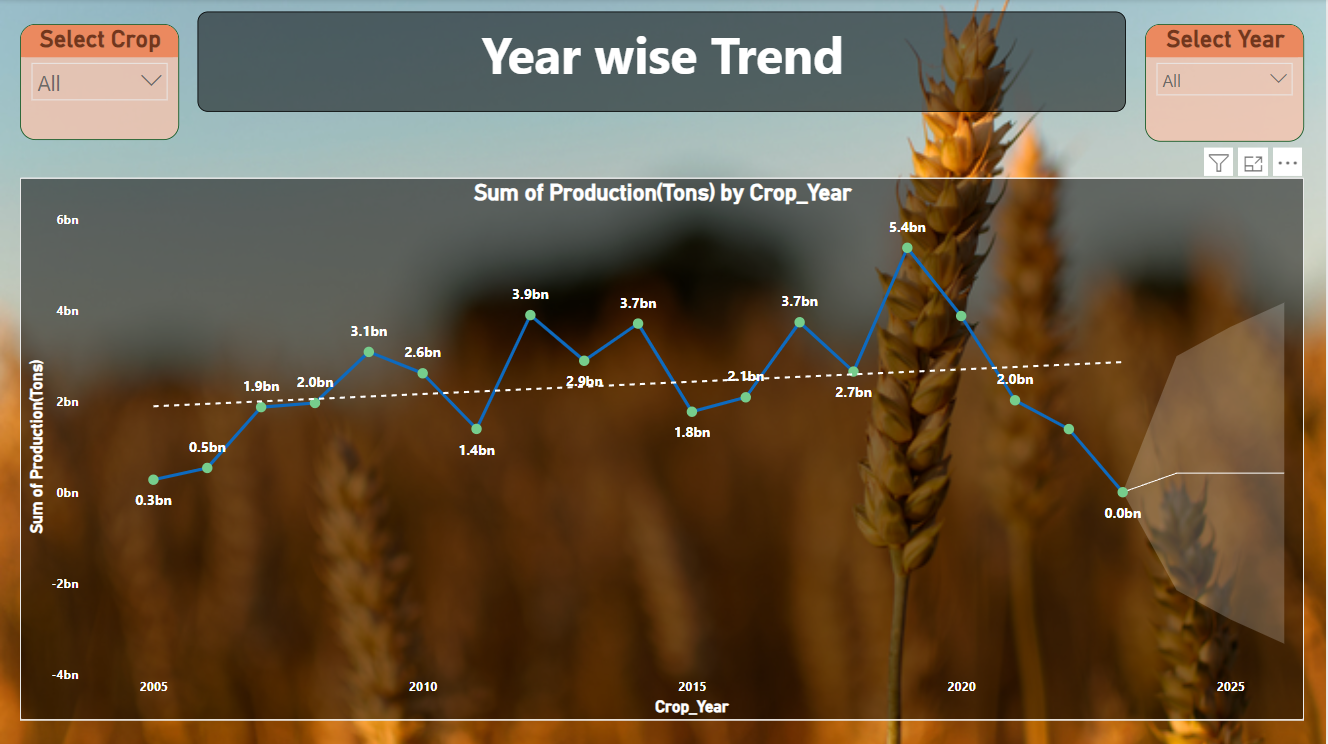 Select Crop
All
Year wise Trend
Select Year
All
Sum of Production(Tons) by Crop_Year
Sum of Production(Tons)
6bn
4bn
2bn
0bn
-2bn
-4bn
0.3bn
0.5bn
1.9bn
2.0bn
3.1bn
2.6bn
1.4bn
3.9bn
2.9bn
3.7bn
1.8bn
2.1bn
3.7bn
2.7bn
5.4bn
2.0bn
0.0bn
2005
2010
2015
2020
2025
Crop_Year